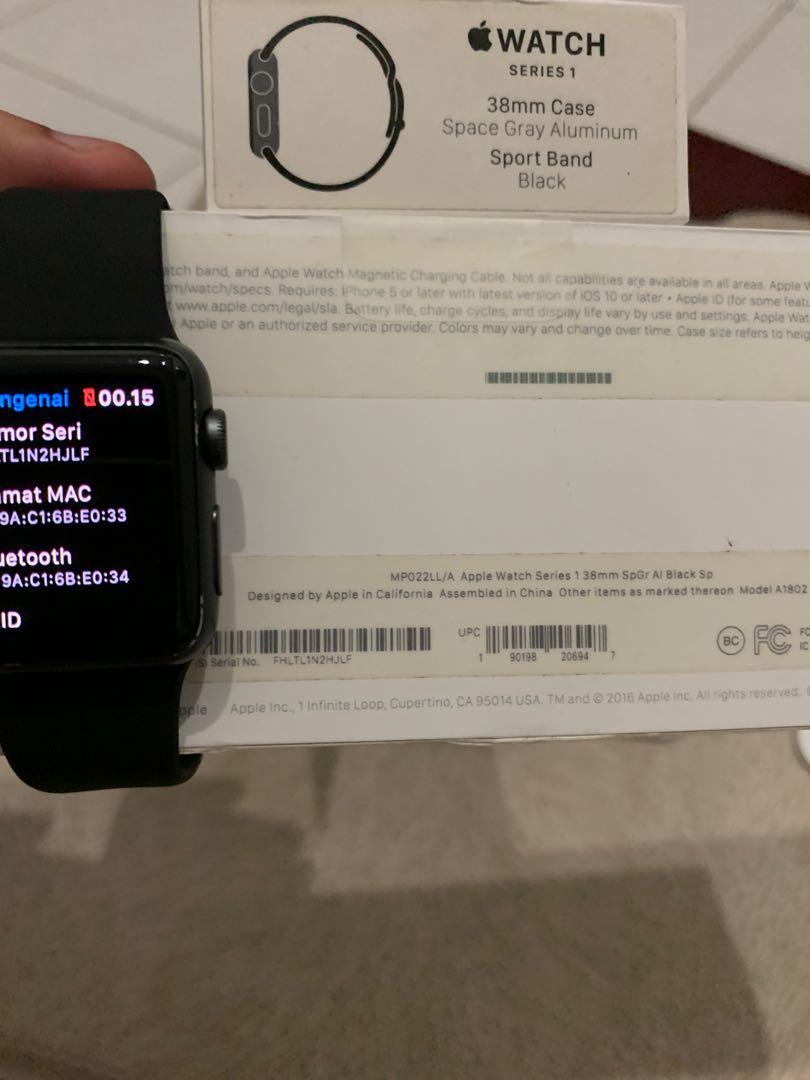 WATCH
SERIES 1
38mm Case
Space Gray Aluminum
Sport Band
Black
atch band, and Apple Watch Magnetic Charging Cable. Not all capabilities are available in all areas. Apple W
om/watch/specs. Requires: iPhone 5 or later with latest version of iOS 10 or later • Apple ID (for some featu
www.apple.com/legal/sla. Battery life, charge cycles, and display life vary by use and settings. Apple Wat
Apple or an authorized service provider. Colors may vary and change over time. Case size refers to heig
ngenai 00.15
mor Seri
TL1N2HJLF
mat MAC
9A:C1:6B:E0:33
uetooth
9A:C1:6B:E0:34
ID
MP022LL/A Apple Watch Series 1 38mm SpGr Al Black Sp
Designed by Apple in California Assembled in China Other items as marked thereon Model A1802
(S) Serial No. FHLTL1N2HJLF
UPC
1 90198 20694 7
BC FC FC
IC
pple Apple Inc., 1 Infinite Loop, Cupertino, CA 95014 USA. TM and © 2016 Apple Inc. All rights reserved.